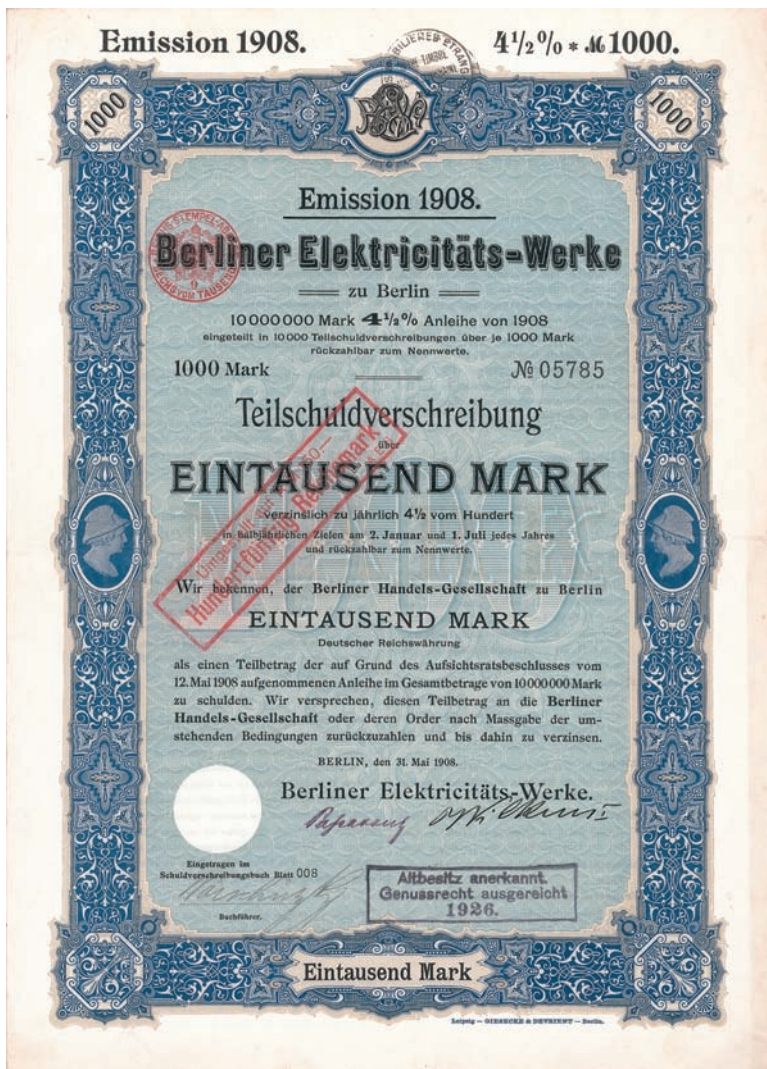 Emission 1908.
4½% * ℳ 1000.
1000
1000
Emission 1908.
Berliner Elektricitäts-Werke
zu Berlin
10000000 Mark 4½% Anleihe von 1908
eingeteilt in 10000 Teilschuldverschreibungen über je 1000 Mark
rückzahlbar zum Nennwerte.
1000 Mark
№ 05785
Teilschuldverschreibung
über
EINTAUSEND MARK
verzinslich zu jährlich 4½ vom Hundert
in halbjährlichen Zielen am 2. Januar und 1. Juli jedes Jahres
und rückzahlbar zum Nennwerte.
Umgestellt auf
Hundertfünfzig Reichsmark
Wir bekennen, der Berliner Handels-Gesellschaft zu Berlin
EINTAUSEND MARK
Deutscher Reichswährung
als einen Teilbetrag der auf Grund des Aufsichtsratsbeschlusses vom
12. Mai 1908 aufgenommenen Anleihe im Gesamtbetrage von 10000000 Mark
zu schulden. Wir versprechen, diesen Teilbetrag an die Berliner
Handels-Gesellschaft oder deren Order nach Massgabe der um-
stehenden Bedingungen zurückzuzahlen und bis dahin zu verzinsen.
BERLIN, den 31. Mai 1908.
Berliner Elektricitäts-Werke.
Eingetragen im
Schuldverschreibungsbuch Blatt 008
Buchführer.
Altbesitz anerkannt.
Genussrecht ausgereicht
1926.
Eintausend Mark
Leipzig — GIESECKE & DEVRIENT — Berlin.